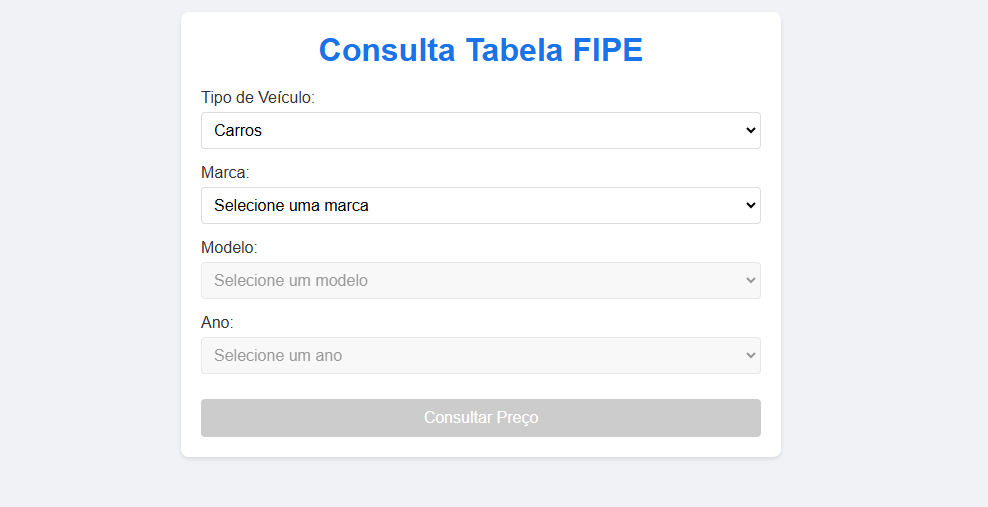 Consulta Tabela FIPE
Tipo de Veículo:
Carros
Marca:
Selecione uma marca
Modelo:
Selecione um modelo
Ano:
Selecione um ano
Consultar Preço